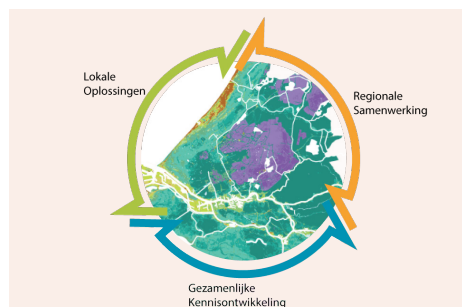 Lokale
Oplossingen
Regionale
Samenwerking
Gezamenlijke
Kennisontwikkeling